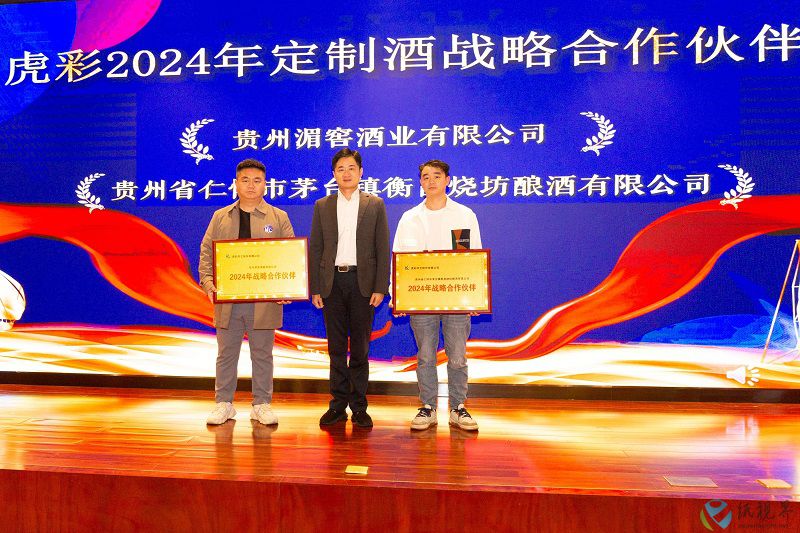 虎彩2024年定制酒战略合作伙伴
贵州湄窖酒业有限公司
贵州省仁怀市茅台镇衡 烧坊酿酒有限公司
2024年战略合作伙伴
2024年战略合作伙伴
纸视界